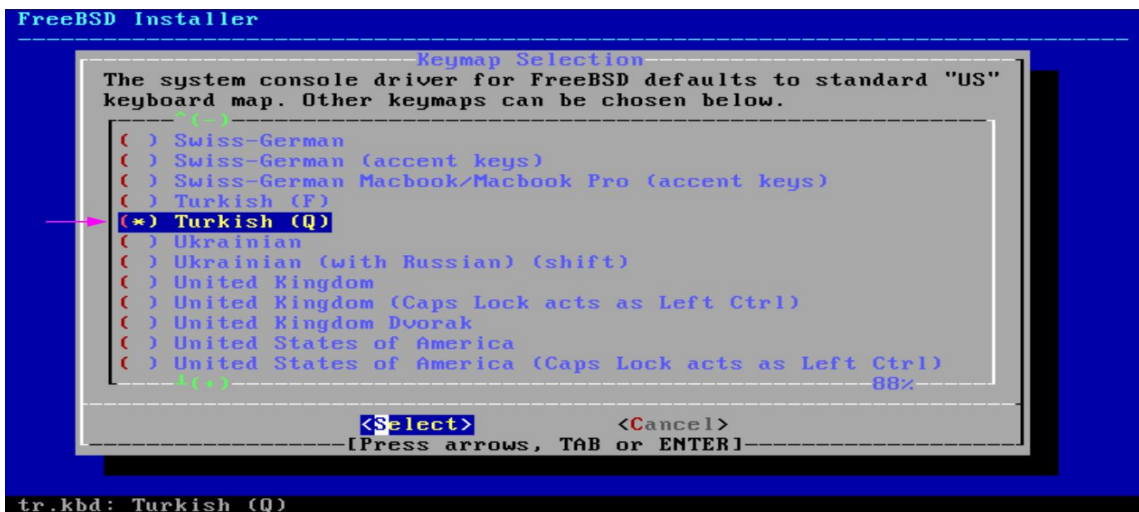 FreeBSD Installer
Keymap Selection
The system console driver for FreeBSD defaults to standard "US"
keyboard map. Other keymaps can be chosen below.
^(-)
( ) Swiss-German
( ) Swiss-German (accent keys)
( ) Swiss-German Macbook/Macbook Pro (accent keys)
( ) Turkish (F)
(*) Turkish (Q)
( ) Ukrainian
( ) Ukrainian (with Russian) (shift)
( ) United Kingdom
( ) United Kingdom (Caps Lock acts as Left Ctrl)
( ) United Kingdom Dvorak
( ) United States of America
( ) United States of America (Caps Lock acts as Left Ctrl)
┴(+) 88%
<Select> <Cancel>
[Press arrows, TAB or ENTER]
tr.kbd: Turkish (Q)